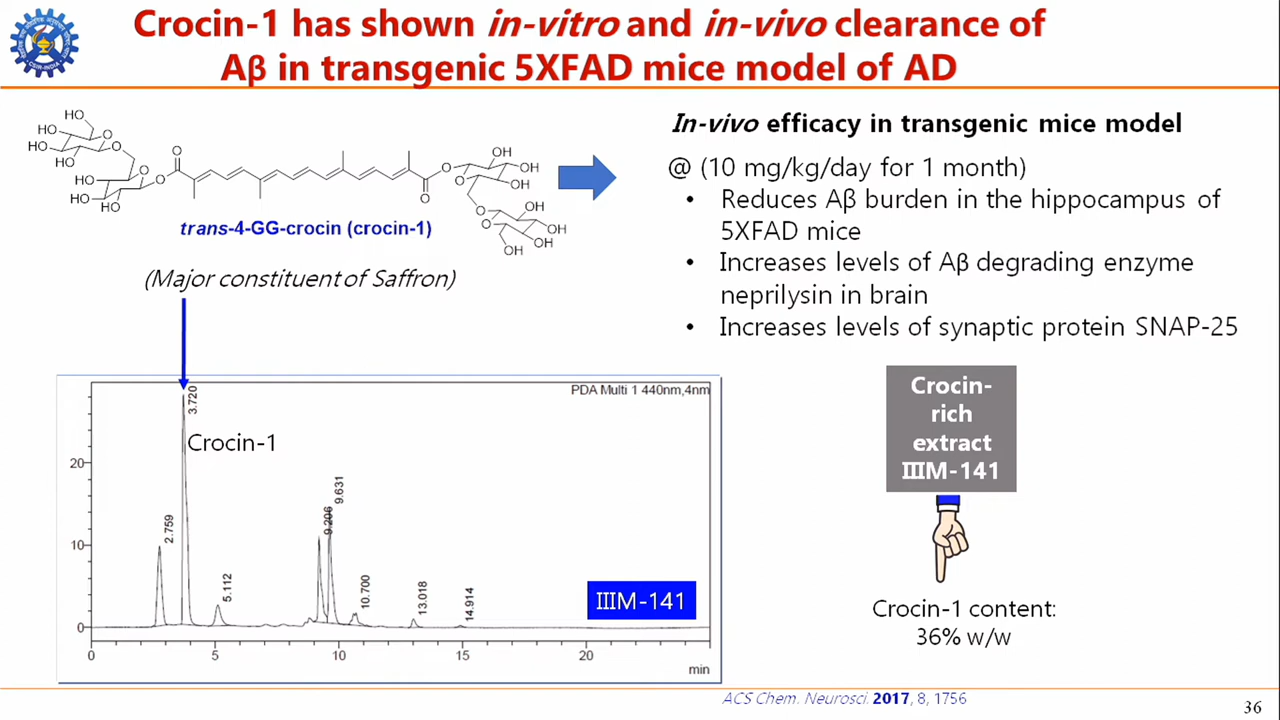 Crocin-1 has shown in-vitro and in-vivo clearance of
Aβ in transgenic 5XFAD mice model of AD
CSIR-INDIA
HO
HO
HO
HO
O
O
O
HO
HO
HO
HO
O
O
O
O
O
O
OH
OH
OH
O
O
OH
OH
OH
OH
trans-4-GG-crocin (crocin-1)
(Major constituent of Saffron)
In-vivo efficacy in transgenic mice model
@ (10 mg/kg/day for 1 month)
• Reduces Aβ burden in the hippocampus of
5XFAD mice
• Increases levels of Aβ degrading enzyme
neprilysin in brain
• Increases levels of synaptic protein SNAP-25
PDA Multi 1 440nm,4nm
3.720
Crocin-1
20
9.631
2.759
9.206
10
5.112
10.700
13.018
14.914
IIIM-141
0
0
5
10
15
20
min
Crocin-
rich
extract
IIIM-141
Crocin-1 content:
36% w/w
ACS Chem. Neurosci. 2017, 8, 1756
36